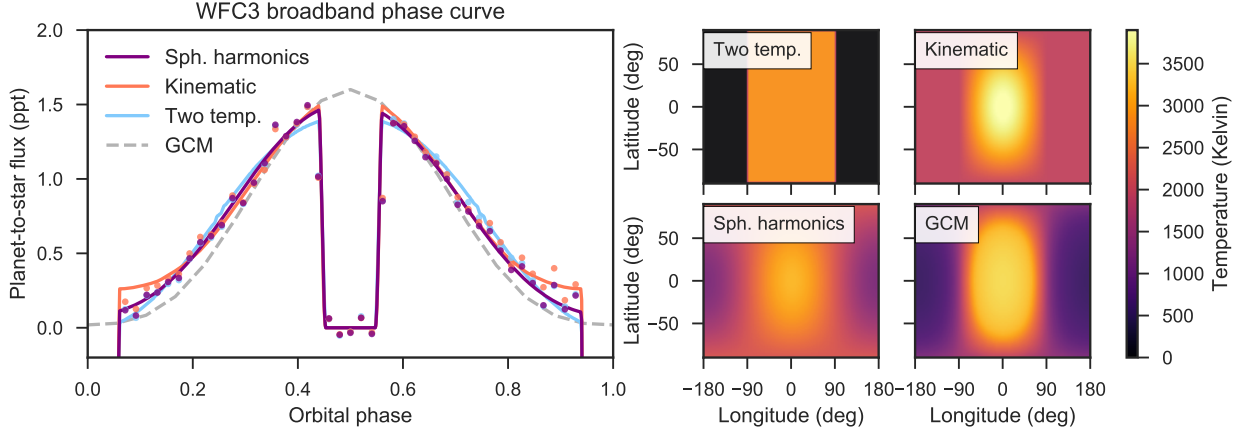 WFC3 broadband phase curve
Planet-to-star flux (ppt)
2.0
1.5
1.0
0.5
0.0
Sph. harmonics
Kinematic
Two temp.
GCM
0.0 0.2 0.4 0.6 0.8 1.0
Orbital phase
Two temp.
Kinematic
Latitude (deg)
50
0
−50
Sph. harmonics
GCM
Latitude (deg)
50
0
−50
−180 −90 0 90 180
Longitude (deg)
−180 −90 0 90 180
Longitude (deg)
3500
3000
2500
2000
1500
1000
500
0
Temperature (Kelvin)